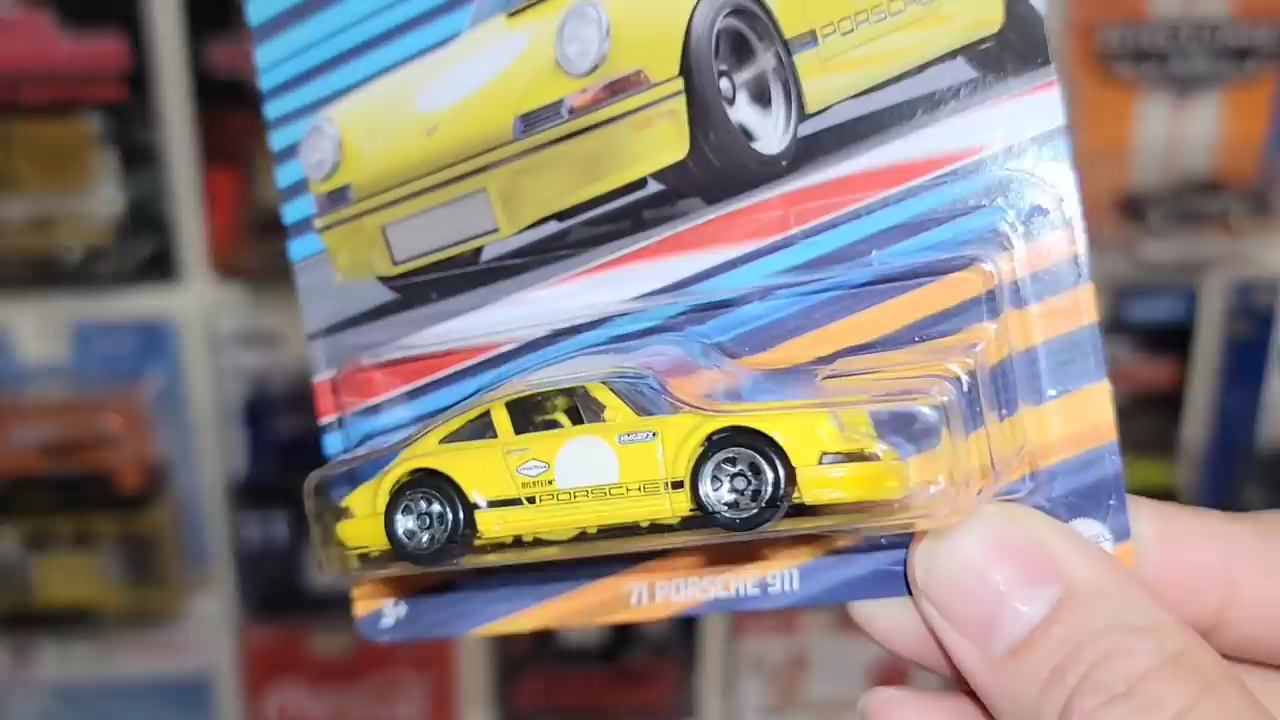 PORSCHE
BILSTEIN
PORSCHE
'71 PORSCHE 911
3+